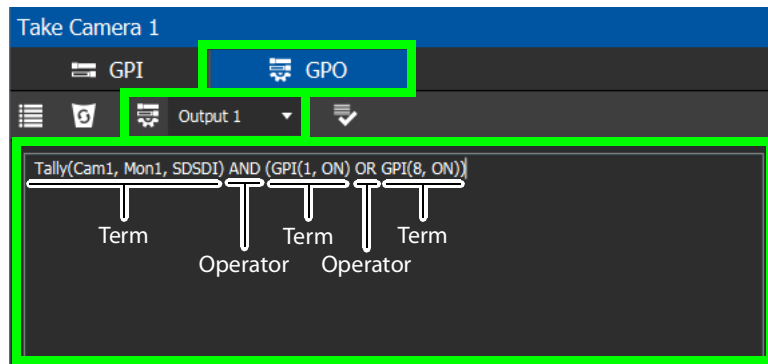 Take Camera 1
GPI
GPO
Output 1
Tally(Cam1, Mon1, SDSDI) AND (GPI(1, ON) OR GPI(8, ON))
Term
Term
Term
Operator
Operator